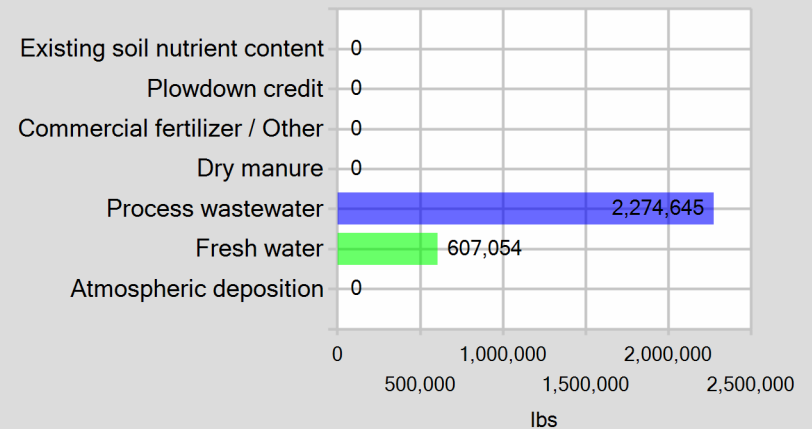 Existing soil nutrient content 0
Plowdown credit 0
Commercial fertilizer / Other 0
Dry manure 0
Process wastewater 2,274,645
Fresh water 607,054
Atmospheric deposition 0
0 1,000,000 2,000,000
500,000 1,500,000 2,500,000
lbs